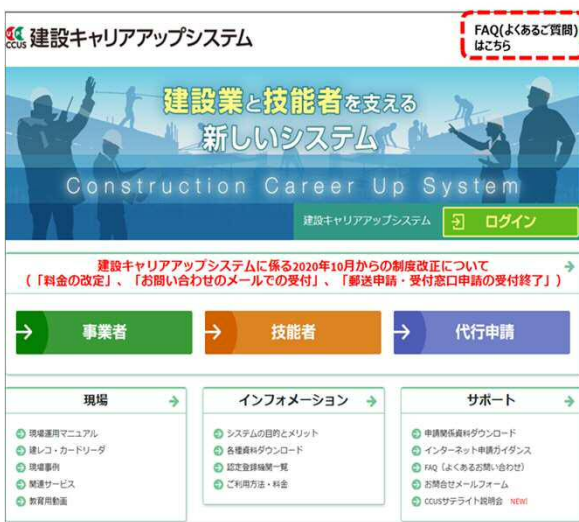 CCUS 建設キャリアアップシステム
FAQ(よくあるご質問)
はこちら
建設業と技能者を支える
新しいシステム
Construction Career Up System
建設キャリアアップシステム
ログイン
建設キャリアアップシステムに係る2020年10月からの制度改正について
(「料金の改定」、「お問い合わせのメールでの受付」、「郵送申請・受付窓口申請の受付終了」)
事業者
技能者
代行申請
現場
現場運用マニュアル
建レコ・カードリーダ
現場事例
関連サービス
教育用動画
インフォメーション
システムの目的とメリット
各種資料ダウンロード
認定登録機関一覧
ご利用方法・料金
サポート
申請関係資料ダウンロード
インターネット申請ガイダンス
FAQ(よくあるお問い合わせ)
お問合せメールフォーム
CCUSサテライト説明会 NEW!